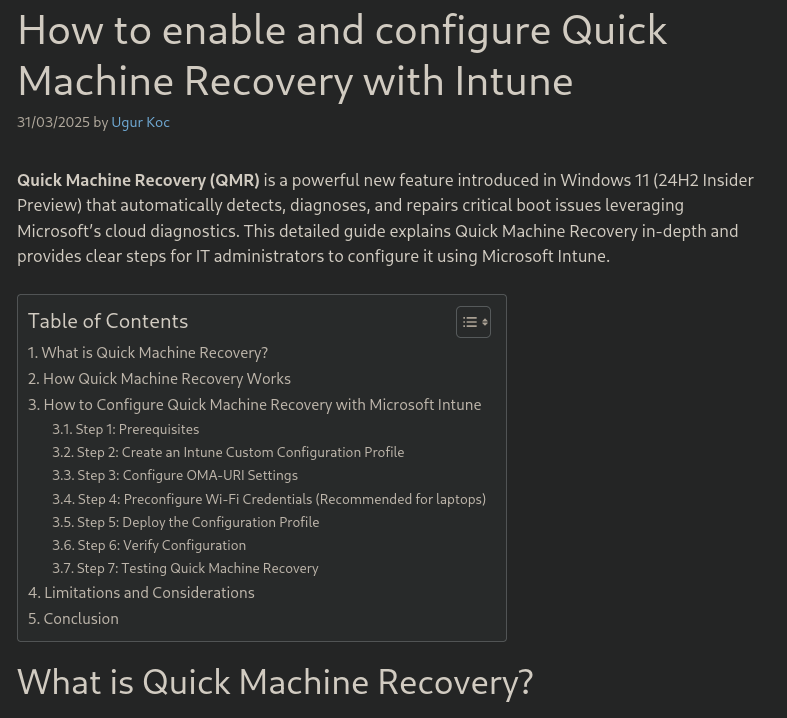 How to enable and configure Quick
Machine Recovery with Intune
31/03/2025 by Ugur Koc
Quick Machine Recovery (QMR) is a powerful new feature introduced in Windows 11 (24H2 Insider
Preview) that automatically detects, diagnoses, and repairs critical boot issues leveraging
Microsoft's cloud diagnostics. This detailed guide explains Quick Machine Recovery in-depth and
provides clear steps for IT administrators to configure it using Microsoft Intune.
Table of Contents
1. What is Quick Machine Recovery?
2. How Quick Machine Recovery Works
3. How to Configure Quick Machine Recovery with Microsoft Intune
3.1. Step 1: Prerequisites
3.2. Step 2: Create an Intune Custom Configuration Profile
3.3. Step 3: Configure OMA-URI Settings
3.4. Step 4: Preconfigure Wi-Fi Credentials (Recommended for laptops)
3.5. Step 5: Deploy the Configuration Profile
3.6. Step 6: Verify Configuration
3.7. Step 7: Testing Quick Machine Recovery
4. Limitations and Considerations
5. Conclusion
What is Quick Machine Recovery?